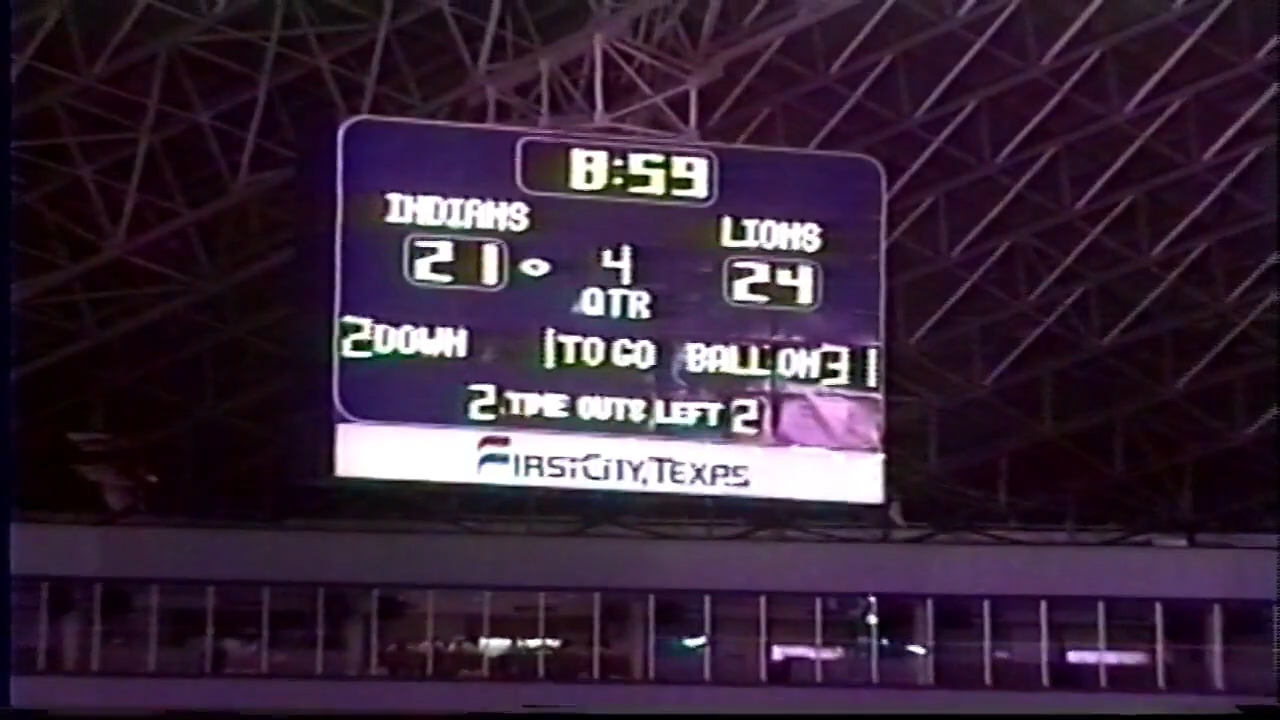 8:59
INDIANS LIONS
21 4 24
QTR
2 DOWN 1 TO GO BALL ON 31
2 TIME OUTS LEFT 2
FIRSTCITY, TEXAS